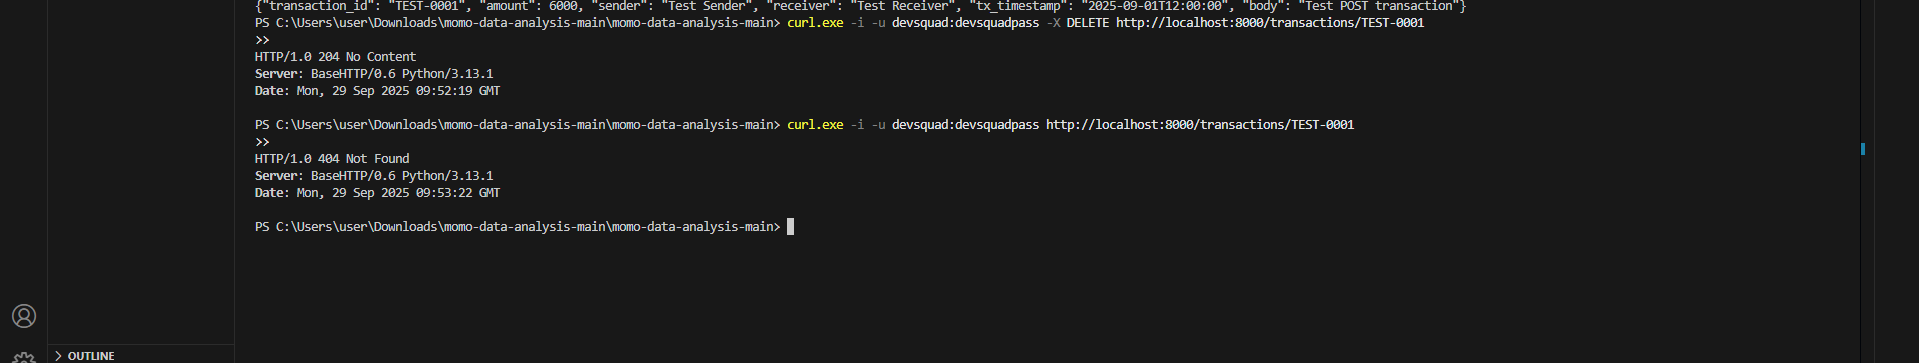 {"transaction_id": "TEST-0001", "amount": 6000, "sender": "Test Sender", "receiver": "Test Receiver", "tx_timestamp": "2025-09-01T12:00:00", "body": "Test POST transaction"}
PS C:\Users\user\Downloads\momo-data-analysis-main\momo-data-analysis-main> curl.exe -i -u devsquad:devsquadpass -X DELETE http://localhost:8000/transactions/TEST-0001
>>
HTTP/1.0 204 No Content
Server: BaseHTTP/0.6 Python/3.13.1
Date: Mon, 29 Sep 2025 09:52:19 GMT
PS C:\Users\user\Downloads\momo-data-analysis-main\momo-data-analysis-main> curl.exe -i -u devsquad:devsquadpass http://localhost:8000/transactions/TEST-0001
>>
HTTP/1.0 404 Not Found
Server: BaseHTTP/0.6 Python/3.13.1
Date: Mon, 29 Sep 2025 09:53:22 GMT
PS C:\Users\user\Downloads\momo-data-analysis-main\momo-data-analysis-main>
OUTLINE